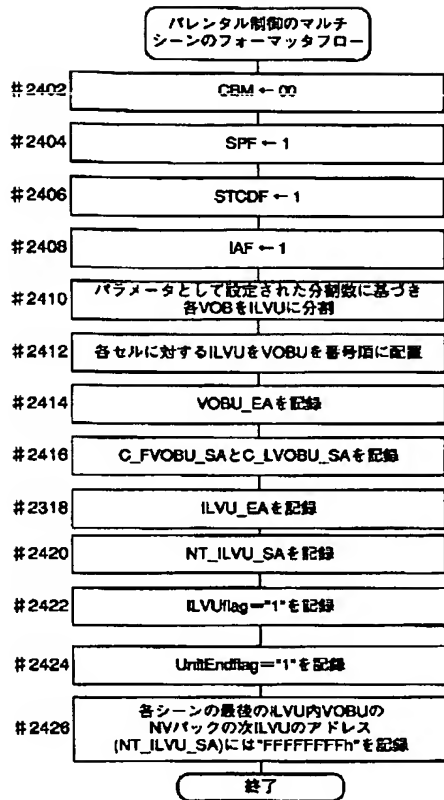 パレンタル制御のマルチ
シーンのフォーマッタフロー
#2402
CBM ← 00
#2404
SPF ← 1
#2406
STCDF ← 1
#2408
IAF ← 1
#2410
パラメータとして設定された分割数に基づき
各VOBをILVUに分割
#2412
各セルに対するILVUをVOBUを番号順に配置
#2414
VOBU_EAを記録
#2416
C_FVOBU_SAとC_LVOBU_SAを記録
#2318
ILVU_EAを記録
#2420
NT_ILVU_SAを記録
#2422
ILVUflag="1"を記録
#2424
UnitEndflag="1"を記録
#2426
各シーンの最後のILVU内VOBUの
NVパックの次ILVUのアドレス
(NT_ILVU_SA)には"FFFFFFFFh"を記録
終了